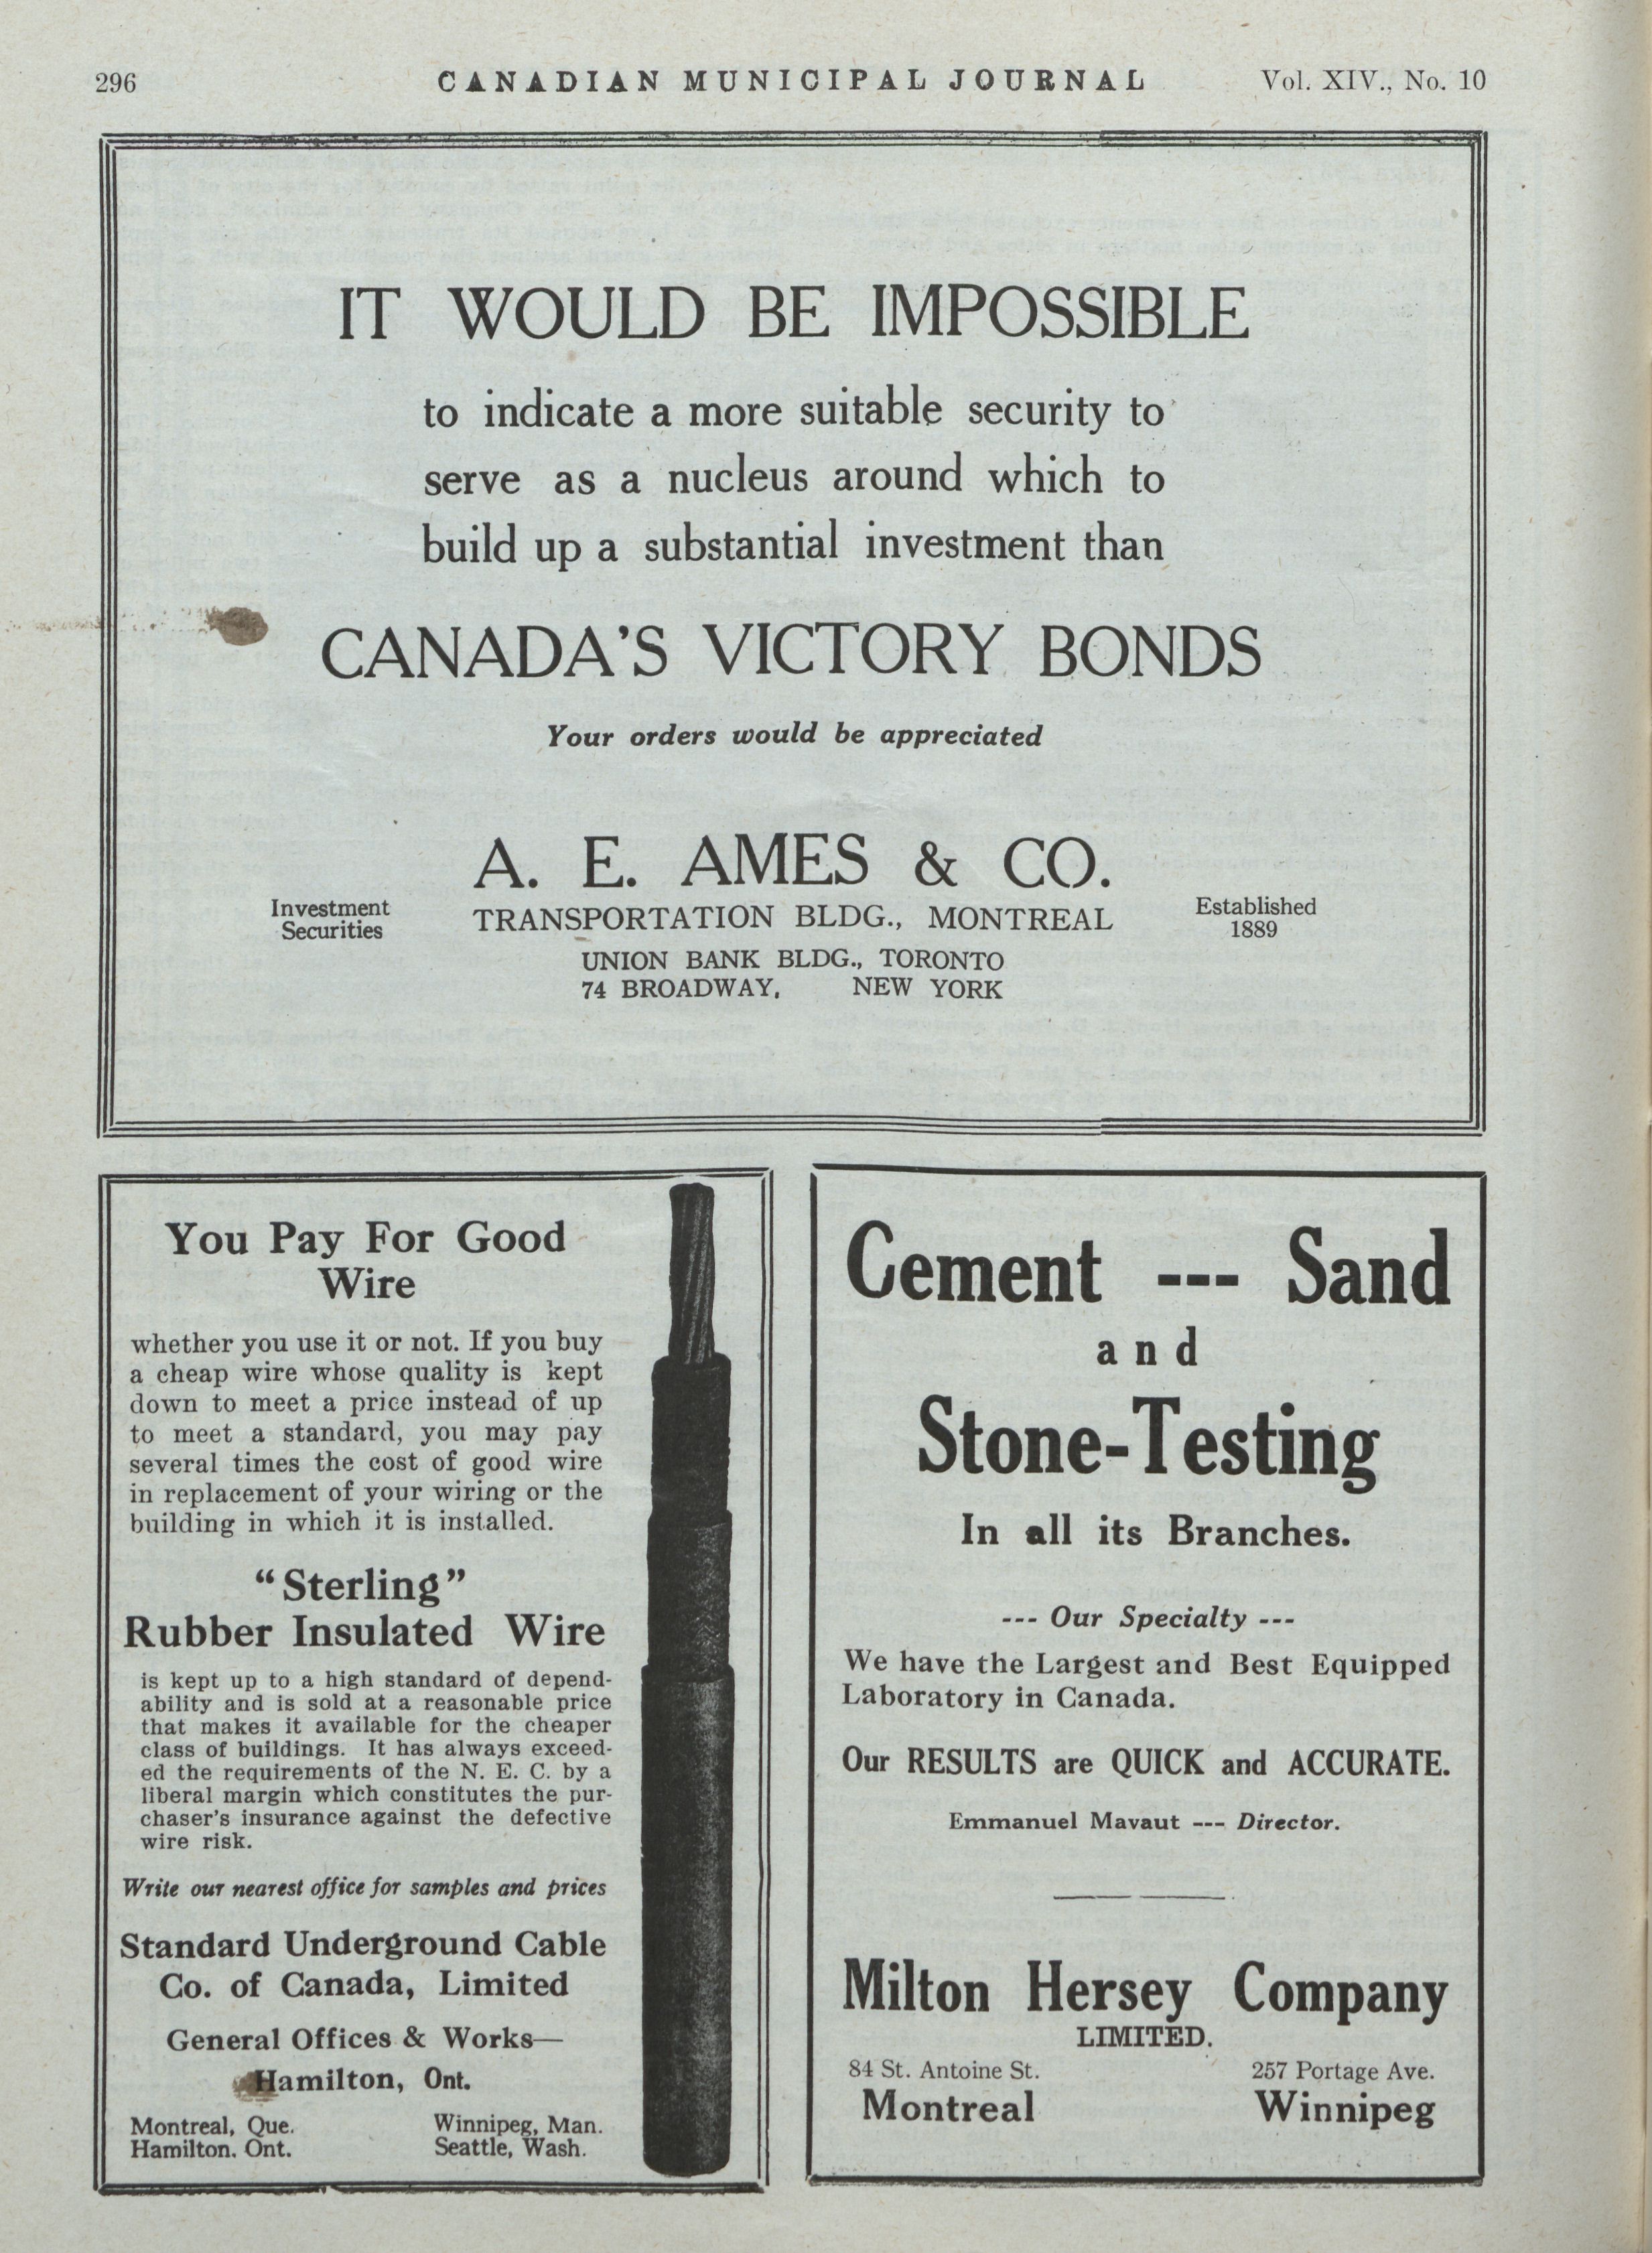 296 CANADIAN MUNICIPAL JOURNAL Vol. XIV., No. 10
IT WOULD BE IMPOSSIBLE
to indicate a more suitable security to
serve as a nucleus around which to
build up a substantial investment than
CANADA'S VICTORY BONDS
Your orders would be appreciated
A. E. AMES & CO.
Investment
Securities
TRANSPORTATION BLDG., MONTREAL
Established
1889
UNION BANK BLDG., TORONTO
74 BROADWAY, NEW YORK
You Pay For Good
Wire
whether you use it or not. If you buy
a cheap wire whose quality is kept
down to meet a price instead of up
to meet a standard, you may pay
several times the cost of good wire
in replacement of your wiring or the
building in which it is installed.
"Sterling"
Rubber Insulated Wire
is kept up to a high standard of depend-
ability and is sold at a reasonable price
that makes it available for the cheaper
class of buildings. It has always exceed-
ed the requirements of the N. E. C. by a
liberal margin which constitutes the pur-
chaser's insurance against the defective
wire risk.
Write our nearest office for samples and prices
Standard Underground Cable
Co. of Canada, Limited
General Offices & Works—
Hamilton, Ont.
Montreal, Que. Winnipeg, Man.
Hamilton. Ont. Seattle, Wash.
Cement --- Sand
and
Stone-Testing
In all its Branches.
--- Our Specialty ---
We have the Largest and Best Equipped
Laboratory in Canada.
Our RESULTS are QUICK and ACCURATE.
Emmanuel Mavaut --- Director.
Milton Hersey Company
LIMITED.
84 St. Antoine St. 257 Portage Ave.
Montreal Winnipeg